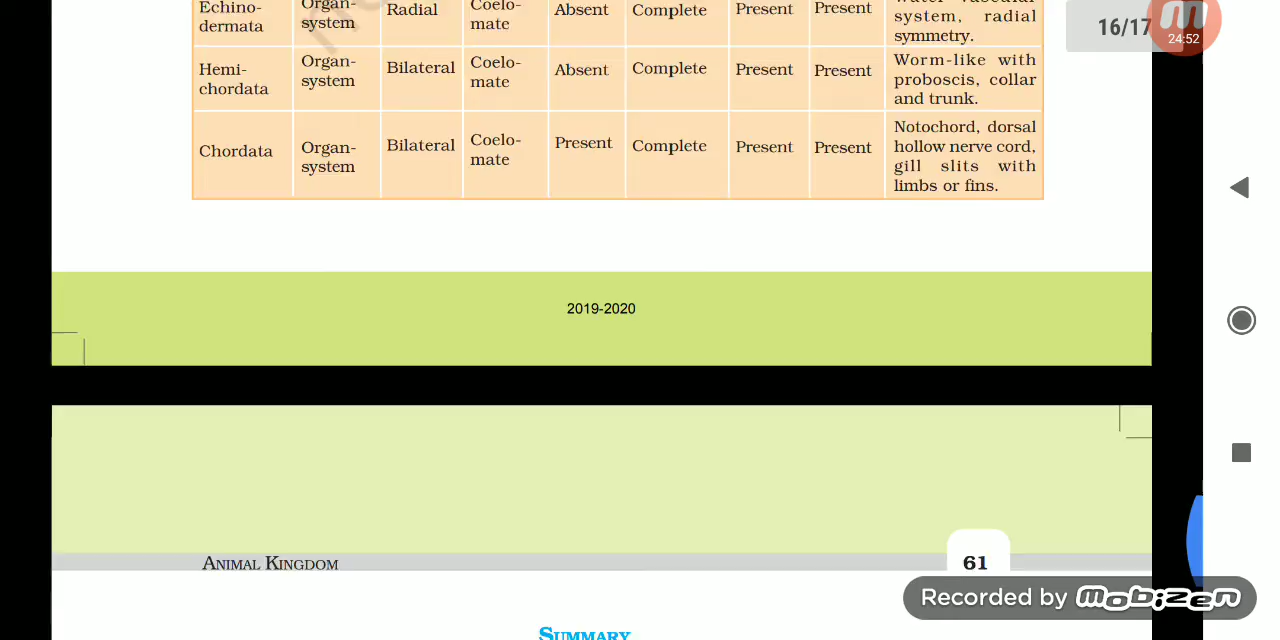 Echino-
dermata
Organ-
system
Radial
Coelo-
mate
Absent
Complete
Present
Present
system, radial
symmetry.
16/17
24:52
Hemi-
chordata
Organ-
system
Bilateral
Coelo-
mate
Absent
Complete
Present
Present
Worm-like with
proboscis, collar
and trunk.
Chordata
Organ-
system
Bilateral
Coelo-
mate
Present
Complete
Present
Present
Notochord, dorsal
hollow nerve cord,
gill slits with
limbs or fins.
2019-2020
ANIMAL KINGDOM
61
Recorded by mobizen
SUMMARY